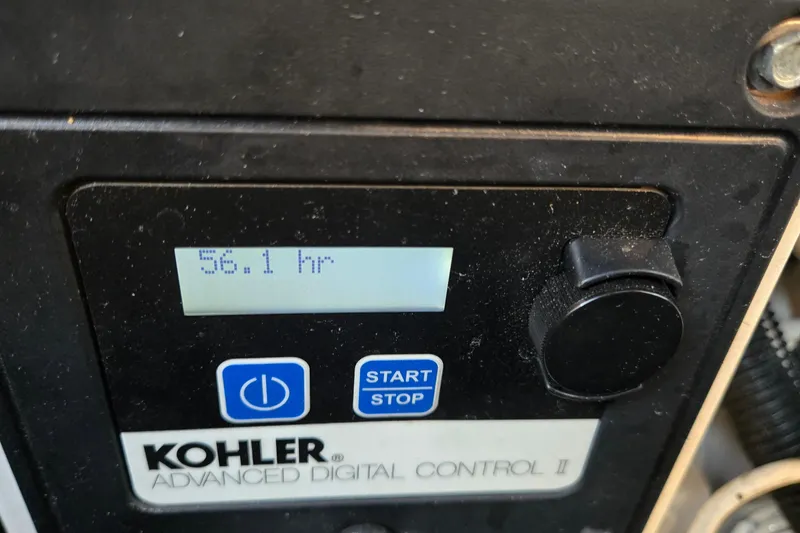 56.1 hr
START
STOP
KOHLER®
ADVANCED DIGITAL CONTROL II